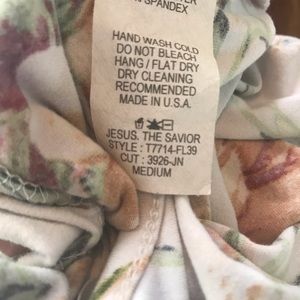 SPANDEX
HAND WASH COLD
DO NOT BLEACH
HANG / FLAT DRY
DRY CLEANING
RECOMMENDED
MADE IN U.S.A.
JESUS. THE SAVIOR
STYLE : T7714-FL39
CUT : 3926-JN
MEDIUM